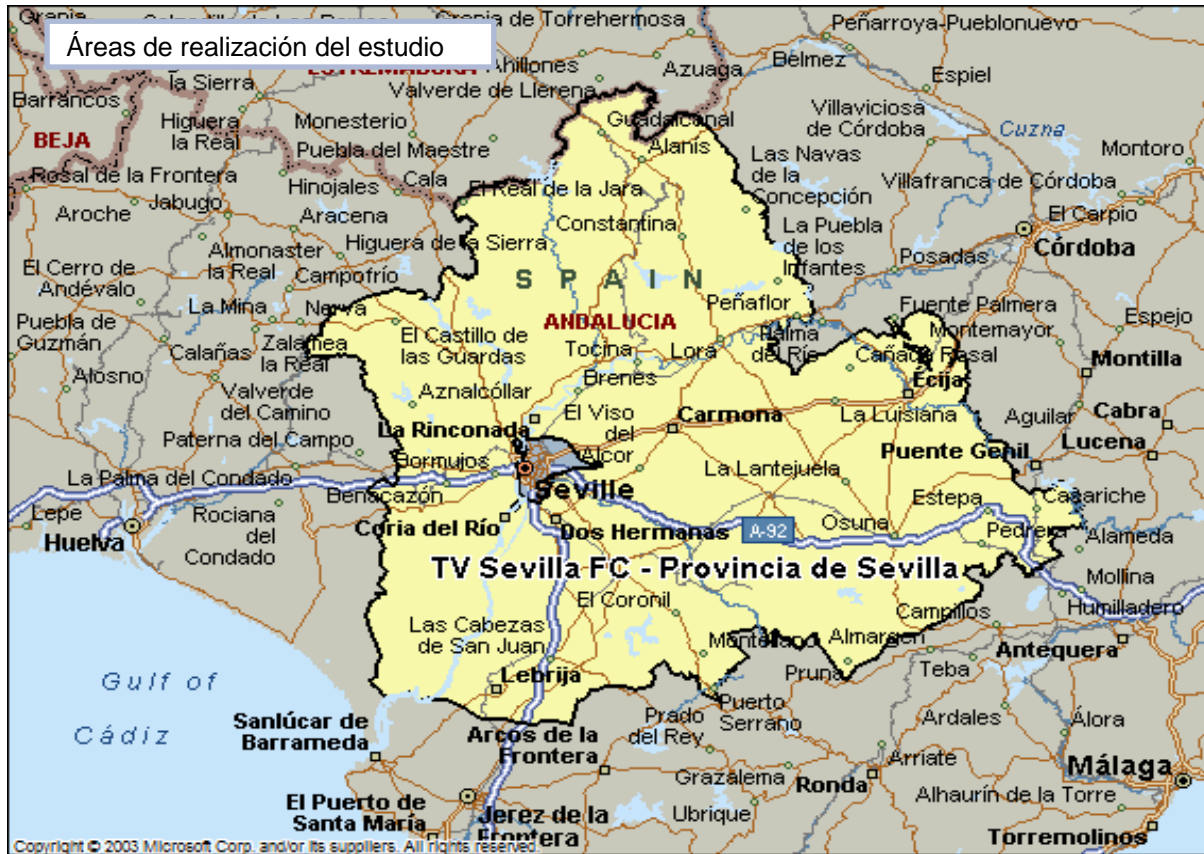 Áreas de realización del estudio
Granja de Torrehermosa
Peñarroya-Pueblonuevo
Ahillones
Azuaga
Bélmez
Espiel
la Sierra
Valverde de Llerena
Barrancos
Higuera
la Real
Monesterio
Guadalcanal
Villaviciosa
de Córdoba
Cuzna
BEJA
Puebla del Maestre
Alanís
Las Navas
de la
Concepción
Montoro
Rosal de la Frontera
Hinojales
Cala
El Real de la Jara
Villafranca de Córdoba
Aroche
Jabugo
Aracena
Constantina
La Puebla
de los
Infantes
El Carpio
Córdoba
Almonaster
la Real
Higuera de la Sierra
Posadas
El Cerro de
Andévalo
Campofrío
SPAIN
La Mina
Nerva
Peñaflor
Fuente Palmera
Puebla de
Guzmán
ANDALUCIA
Montemayor
Espejo
Calañas
Zalamea
la Real
El Castillo de
las Guardas
Tocina
Lora
Palma
del Río
Cañada Rosal
Montilla
Alosno
Valverde
del Camino
Aznalcóllar
Brenes
Écija
La Rinconada
El Viso
del
Alcor
Carmona
La Luisiana
Aguilar
Cabra
Paterna del Campo
Puente Genil
Lucena
La Palma del Condado
Bormujos
La Lantejuela
Benacazón
Seville
Estepa
Casariche
Lepe
Huelva
Rociana
del
Condado
Coria del Río
Dos Hermanas
A-92
Osuna
Pedrera
Alameda
TV Sevilla FC - Provincia de Sevilla
Mollina
El Coronil
Campillos
Humilladero
Las Cabezas
de San Juan
Montellano
Almargen
Antequera
Gulf of
Cádiz
Lebrija
Pruna
Teba
Sanlúcar de
Barrameda
Arcos de la
Frontera
Prado
del Rey
Puerto
Serrano
Ardales
Álora
Grazalema
Ronda
Arriate
Málaga
El Puerto de
Santa María
Jerez de la
Frontera
Ubrique
Alhaurín de la Torre
Torremolinos
Copyright © 2003 Microsoft Corp. and/or its suppliers. All rights reserved.